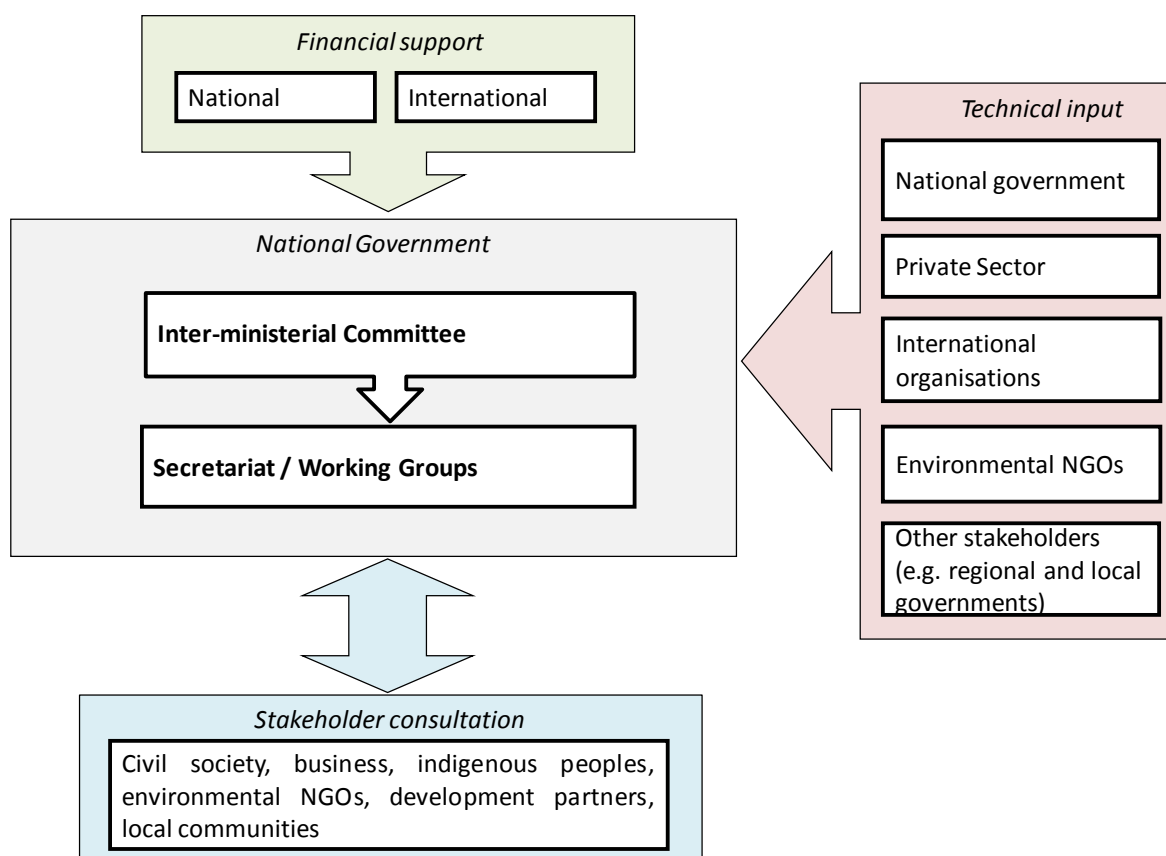 Financial support
National
International
Technical input
National government
Private Sector
International
organisations
Environmental NGOs
Other stakeholders
(e.g. regional and local
governments)
National Government
Inter-ministerial Committee
Secretariat / Working Groups
Stakeholder consultation
Civil society, business, indigenous peoples,
environmental NGOs, development partners,
local communities